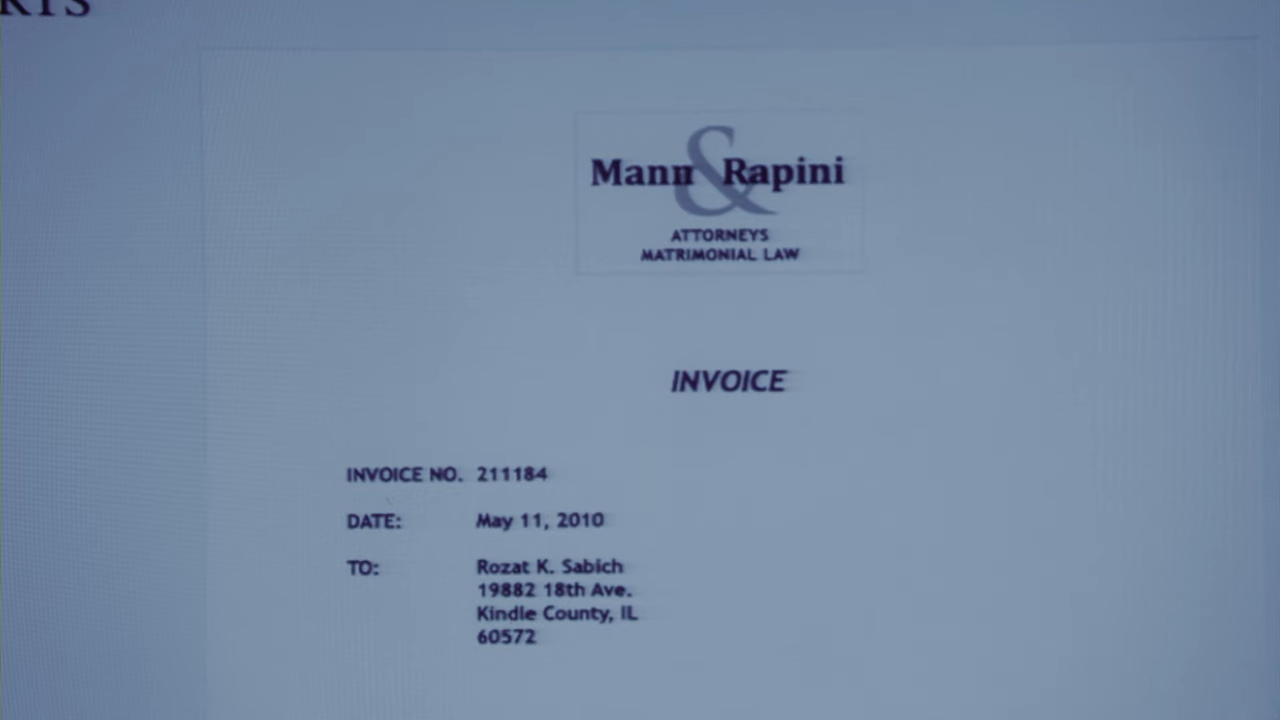 RTS
Mann & Rapini
ATTORNEYS
MATRIMONIAL LAW
INVOICE
INVOICE NO. 211184
DATE: May 11, 2010
TO: Rozat K. Sabich
19882 18th Ave.
Kindle County, IL
60572